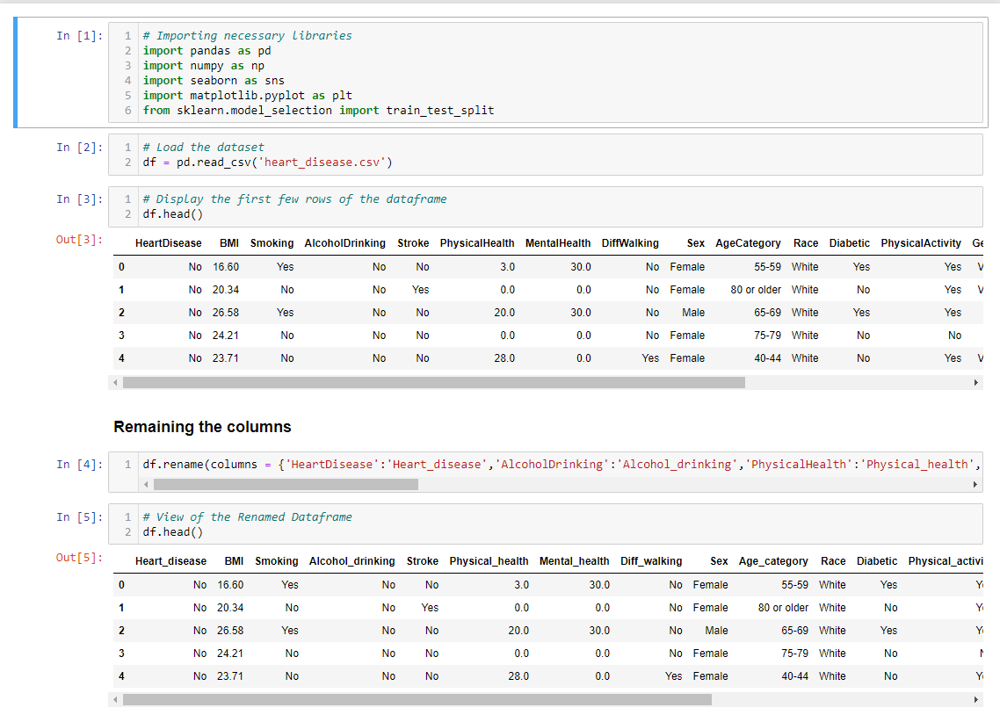 In [1]:
1 # Importing necessary libraries
2 import pandas as pd
3 import numpy as np
4 import seaborn as sns
5 import matplotlib.pyplot as plt
6 from sklearn.model_selection import train_test_split
In [2]:
1 # Load the dataset
2 df = pd.read_csv('heart_disease.csv')
In [3]:
1 # Display the first few rows of the dataframe
2 df.head()
Out[3]:
HeartDisease BMI Smoking AlcoholDrinking Stroke PhysicalHealth MentalHealth DiffWalking Sex AgeCategory Race Diabetic PhysicalActivity Ge
0 No 16.60 Yes No No 3.0 30.0 No Female 55-59 White Yes Yes V
1 No 20.34 No No Yes 0.0 0.0 No Female 80 or older White No Yes V
2 No 26.58 Yes No No 20.0 30.0 No Male 65-69 White Yes Yes
3 No 24.21 No No No 0.0 0.0 No Female 75-79 White No No
4 No 23.71 No No No 28.0 0.0 Yes Female 40-44 White No Yes V
Remaining the columns
In [4]:
1 df.rename(columns = {'HeartDisease':'Heart_disease','AlcoholDrinking':'Alcohol_drinking','PhysicalHealth':'Physical_health',
In [5]:
1 # View of the Renamed Dataframe
2 df.head()
Out[5]:
Heart_disease BMI Smoking Alcohol_drinking Stroke Physical_health Mental_health Diff_walking Sex Age_category Race Diabetic Physical_activi
0 No 16.60 Yes No No 3.0 30.0 No Female 55-59 White Yes Y
1 No 20.34 No No Yes 0.0 0.0 No Female 80 or older White No Y
2 No 26.58 Yes No No 20.0 30.0 No Male 65-69 White Yes Y
3 No 24.21 No No No 0.0 0.0 No Female 75-79 White No
4 No 23.71 No No No 28.0 0.0 Yes Female 40-44 White No Y